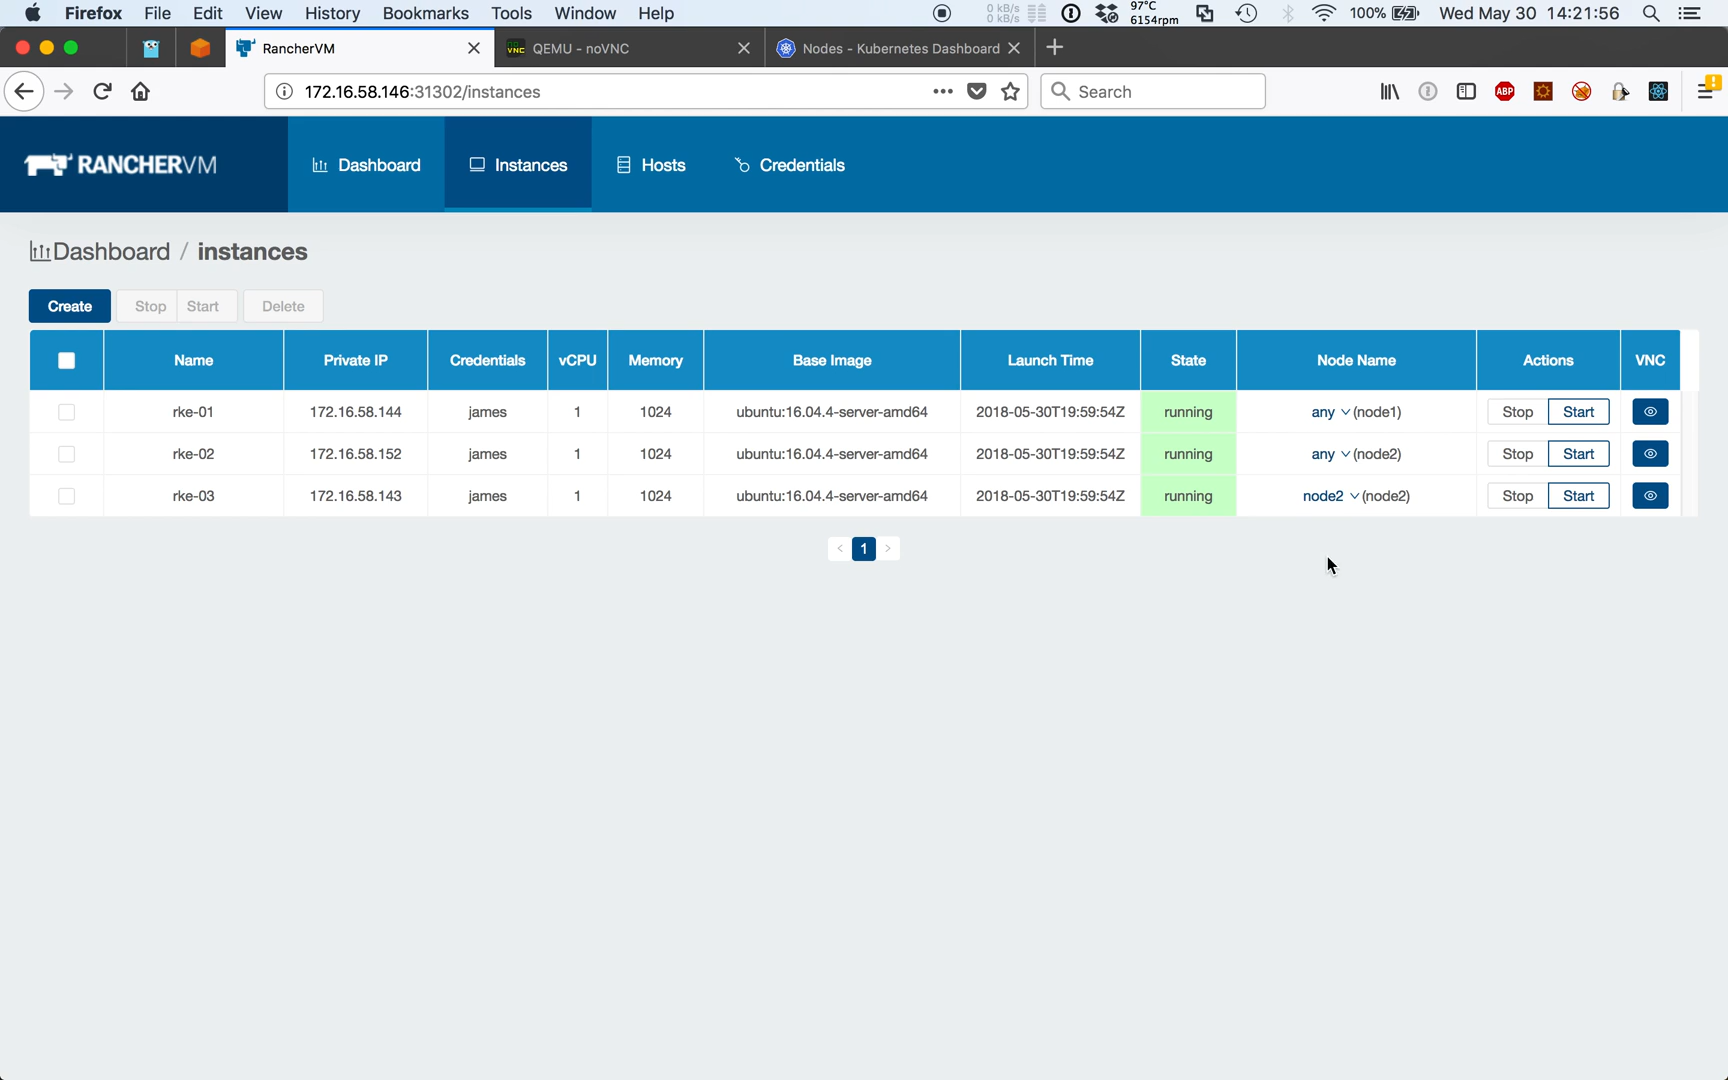 Firefox File Edit View History Bookmarks Tools Window Help 0 kB/s 0 kB/s 97°C 6154rpm 100% Wed May 30 14:21:56
RancherVM QEMU - noVNC Nodes - Kubernetes Dashboard
172.16.58.146:31302/instances Search ABP
RANCHERVM Dashboard Instances Hosts Credentials
Dashboard / instances
Create Stop Start Delete
Name Private IP Credentials vCPU Memory Base Image Launch Time State Node Name Actions VNC
rke-01 172.16.58.144 james 1 1024 ubuntu:16.04.4-server-amd64 2018-05-30T19:59:54Z running any (node1) Stop Start
rke-02 172.16.58.152 james 1 1024 ubuntu:16.04.4-server-amd64 2018-05-30T19:59:54Z running any (node2) Stop Start
rke-03 172.16.58.143 james 1 1024 ubuntu:16.04.4-server-amd64 2018-05-30T19:59:54Z running node2 (node2) Stop Start
< 1 >